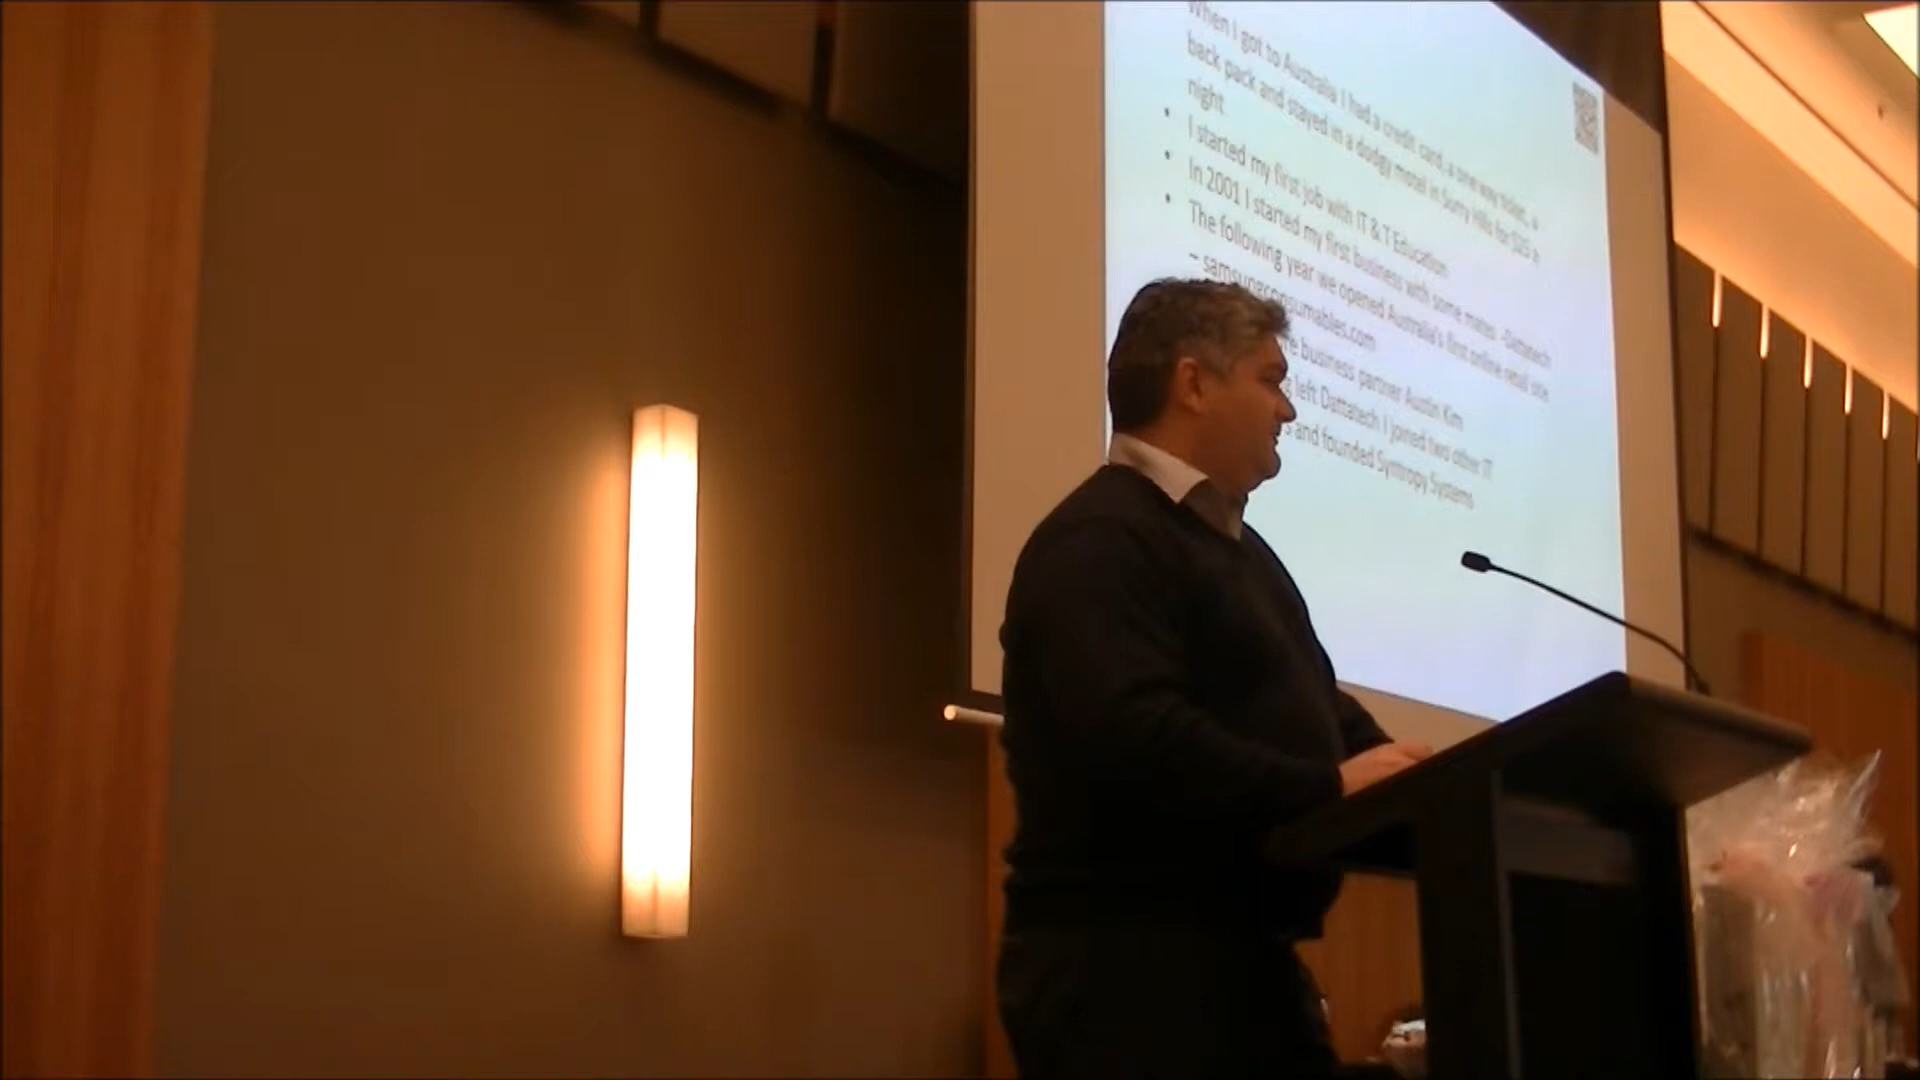 When I got to Australia I had a credit card, a one way ticket, a
back pack and stayed in a dodgy motel in Surry Hills for $25 a
night
• I started my first job with IT & T Education
• In 2001 I started my first business with some mates -Dattatech
• The following year we opened Australia's first online retail site
– samsungconsumables.com
business partner Austin Kim
left Dattatech I joined two other IT
and founded Syntropy Systems